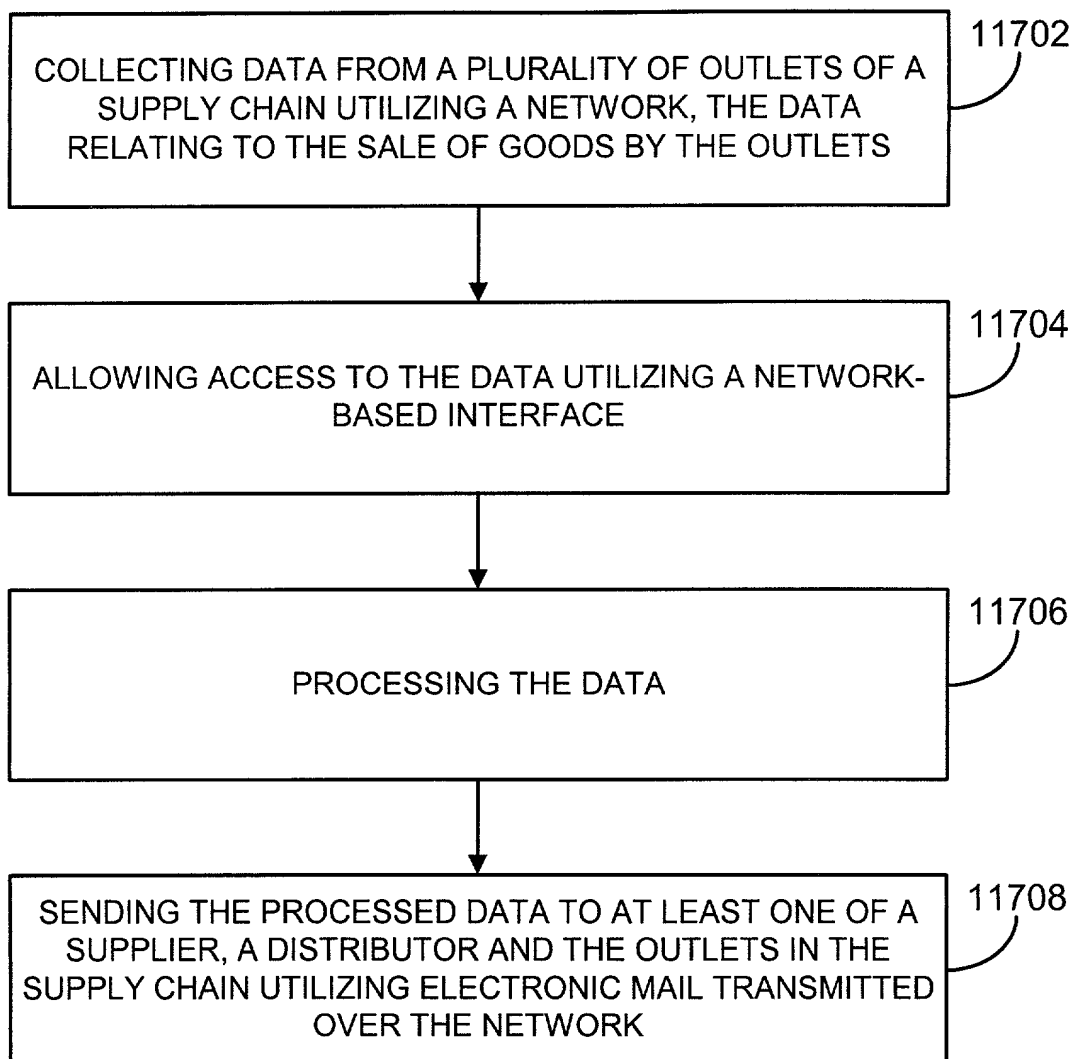 11702
COLLECTING DATA FROM A PLURALITY OF OUTLETS OF A
SUPPLY CHAIN UTILIZING A NETWORK, THE DATA
RELATING TO THE SALE OF GOODS BY THE OUTLETS
11704
ALLOWING ACCESS TO THE DATA UTILIZING A NETWORK-
BASED INTERFACE
11706
PROCESSING THE DATA
11708
SENDING THE PROCESSED DATA TO AT LEAST ONE OF A
SUPPLIER, A DISTRIBUTOR AND THE OUTLETS IN THE
SUPPLY CHAIN UTILIZING ELECTRONIC MAIL TRANSMITTED
OVER THE NETWORK